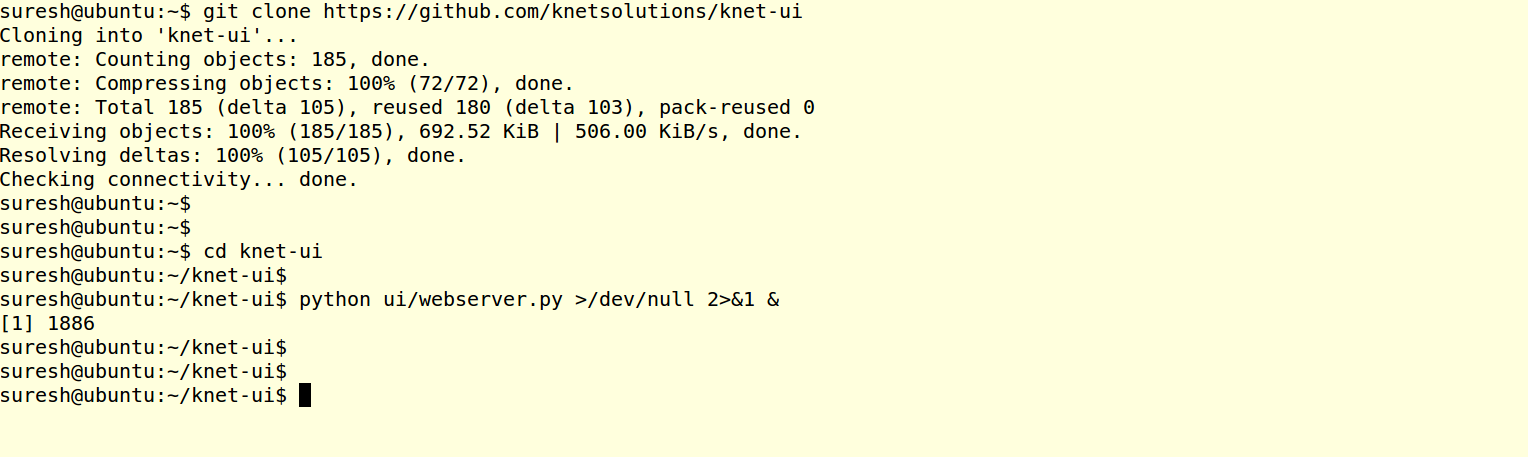 suresh@ubuntu:~$ git clone https://github.com/knetsolutions/knet-ui
Cloning into 'knet-ui'...
remote: Counting objects: 185, done.
remote: Compressing objects: 100% (72/72), done.
remote: Total 185 (delta 105), reused 180 (delta 103), pack-reused 0
Receiving objects: 100% (185/185), 692.52 KiB | 506.00 KiB/s, done.
Resolving deltas: 100% (105/105), done.
Checking connectivity... done.
suresh@ubuntu:~$
suresh@ubuntu:~$
suresh@ubuntu:~$ cd knet-ui
suresh@ubuntu:~/knet-ui$
suresh@ubuntu:~/knet-ui$ python ui/webserver.py >/dev/null 2>&1 &
[1] 1886
suresh@ubuntu:~/knet-ui$
suresh@ubuntu:~/knet-ui$
suresh@ubuntu:~/knet-ui$